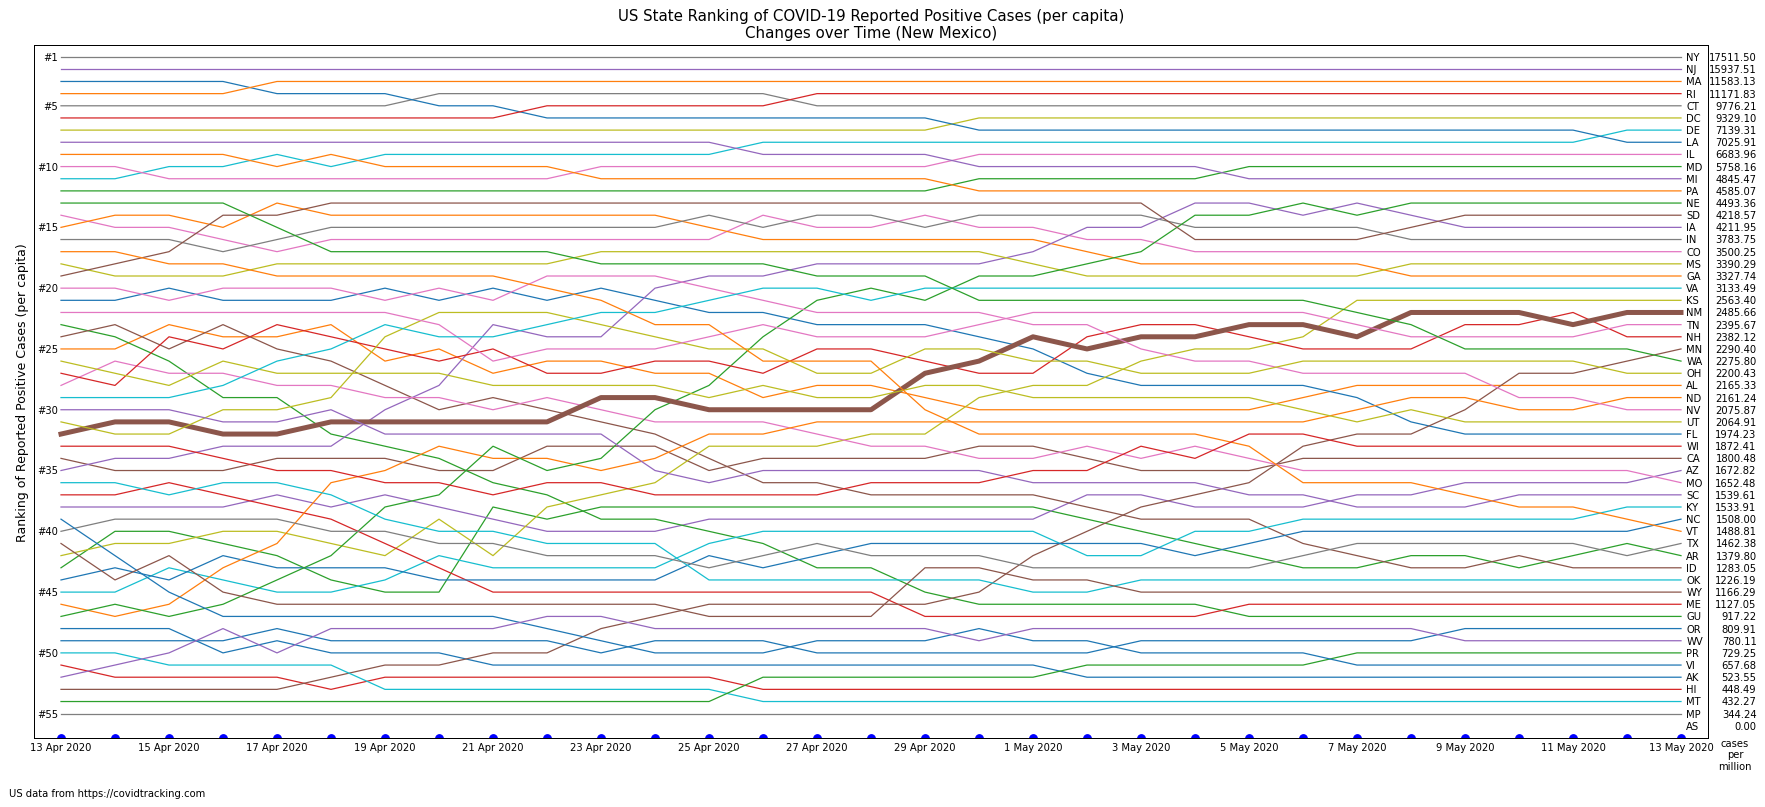 US State Ranking of COVID-19 Reported Positive Cases (per capita)
Changes over Time (New Mexico)
Ranking of Reported Positive Cases (per capita)
#1
#5
#10
#15
#20
#25
#30
#35
#40
#45
#50
#55
NY 17511.50
NJ 15937.51
MA 11583.13
RI 11171.83
CT 9776.21
DC 9329.10
DE 7139.31
LA 7025.91
IL 6683.96
MD 5758.16
MI 4845.47
PA 4585.07
NE 4493.36
SD 4218.57
IA 4211.95
IN 3783.75
CO 3500.25
MS 3390.29
GA 3327.74
VA 3133.49
KS 2563.40
NM 2485.66
TN 2395.67
NH 2382.12
MN 2290.40
WA 2275.80
OH 2200.43
AL 2165.33
ND 2161.24
NV 2075.87
UT 2064.91
FL 1974.23
WI 1872.41
CA 1800.48
AZ 1672.82
MO 1652.48
SC 1539.61
KY 1533.91
NC 1508.00
VT 1488.81
TX 1462.38
AR 1379.80
ID 1283.05
OK 1226.19
WY 1166.29
ME 1127.05
GU 917.22
OR 809.91
WV 780.11
PR 729.25
VI 657.68
AK 523.55
HI 448.49
MT 432.27
MP 344.24
AS 0.00
13 Apr 2020 15 Apr 2020 17 Apr 2020 19 Apr 2020 21 Apr 2020 23 Apr 2020 25 Apr 2020 27 Apr 2020 29 Apr 2020 1 May 2020 3 May 2020 5 May 2020 7 May 2020 9 May 2020 11 May 2020 13 May 2020
cases
per
million
US data from https://covidtracking.com